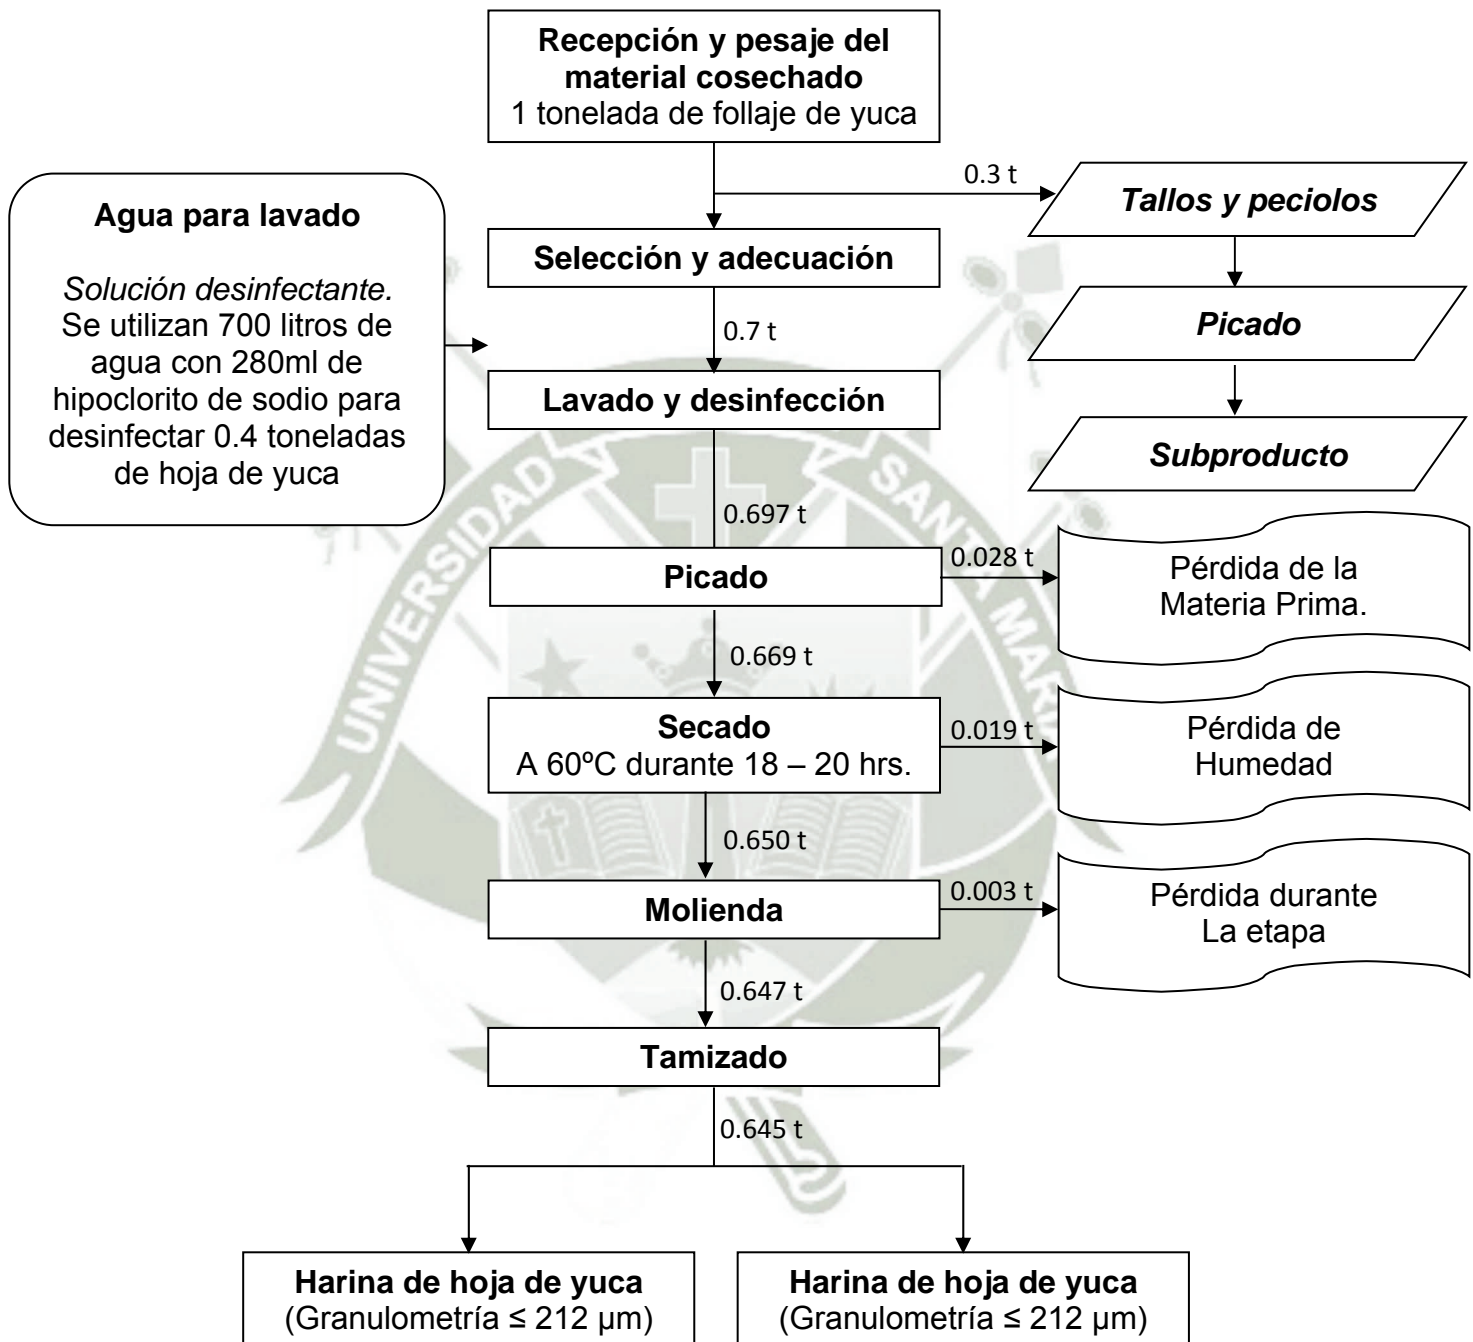 Recepción y pesaje del
material cosechado
1 tonelada de follaje de yuca
0.3 t
Tallos y peciolos
Agua para lavado
Solución desinfectante.
Se utilizan 700 litros de
agua con 280ml de
hipoclorito de sodio para
desinfectar 0.4 toneladas
de hoja de yuca
Selección y adecuación
Picado
0.7 t
Lavado y desinfección
Subproducto
0.697 t
Picado
0.028 t
Pérdida de la
Materia Prima.
0.669 t
Secado
A 60ºC durante 18 – 20 hrs.
0.019 t
Pérdida de
Humedad
0.650 t
Molienda
0.003 t
Pérdida durante
La etapa
0.647 t
Tamizado
0.645 t
Harina de hoja de yuca
(Granulometría ≤ 212 μm)
Harina de hoja de yuca
(Granulometría ≤ 212 μm)
UNIVERSIDAD
SANTA MARIA